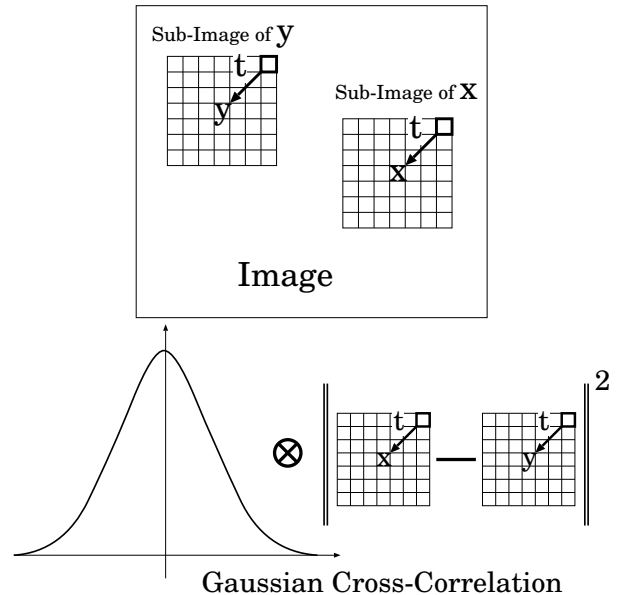 Sub-Image of y
t
y
Sub-Image of x
t
x
Image
2
t
x
t
y
Gaussian Cross-Correlation